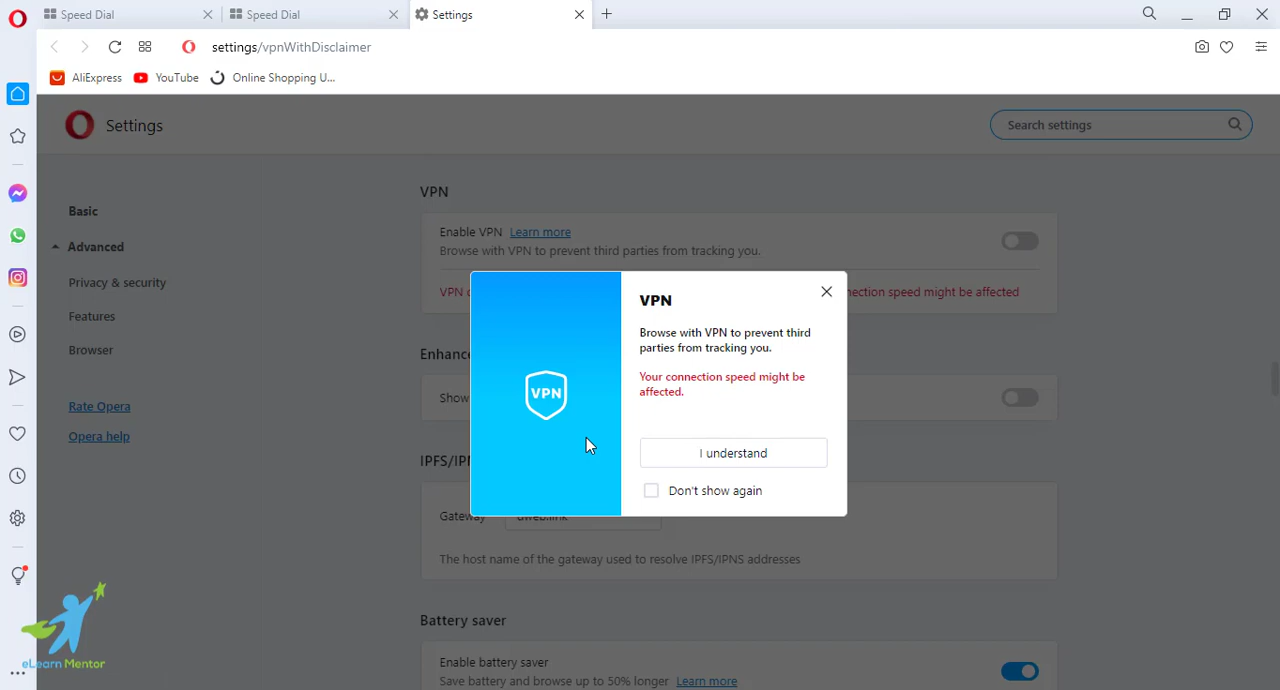 Speed Dial
Speed Dial
Settings
settings/vpnWithDisclaimer
AliExpress
YouTube
Online Shopping U...
Settings
Search settings
Basic
Advanced
Privacy & security
Features
Browser
Rate Opera
Opera help
VPN
Enable VPN Learn more
Browse with VPN to prevent third parties from tracking you.
VPN
nection speed might be affected
VPN
VPN
Browse with VPN to prevent third
parties from tracking you.
Your connection speed might be
affected.
I understand
Don't show again
Enhance
Show
IPFS/IPN
Gateway
The host name of the gateway used to resolve IPFS/IPNS addresses
Battery saver
Enable battery saver
Save battery and browse up to 50% longer Learn more
eLearn Mentor